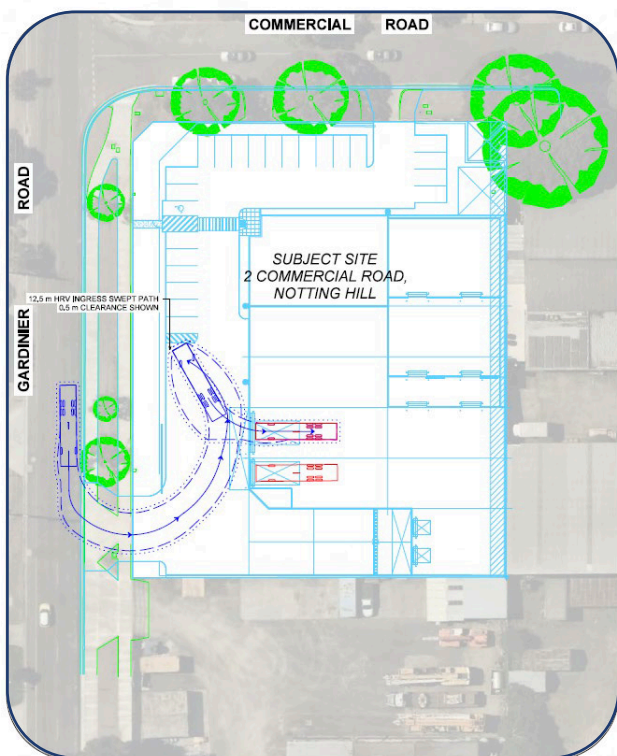 COMMERCIAL ROAD
ROAD
GARDINIER
SUBJECT SITE
2 COMMERCIAL ROAD,
NOTTING HILL
12.5 m HRV INGRESS SWEPT PATH
0.5 m CLEARANCE SHOWN